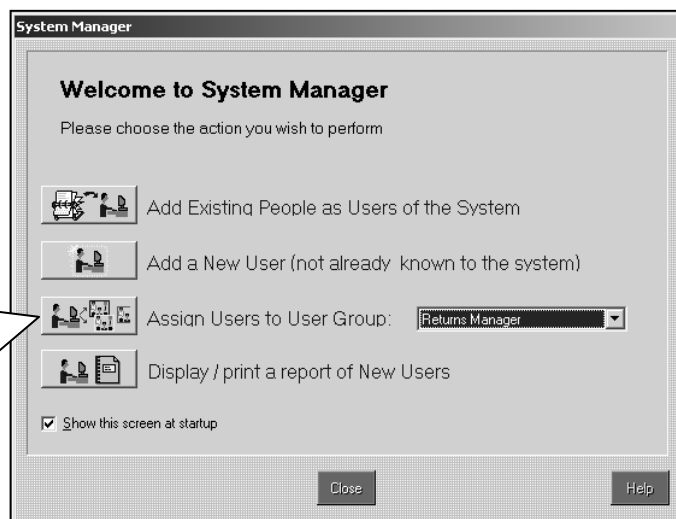 System Manager
Welcome to System Manager
Please choose the action you wish to perform
Add Existing People as Users of the System
Add a New User (not already known to the system)
Assign Users to User Group: Returns Manager
Display / print a report of New Users
Show this screen at startup
Close Help